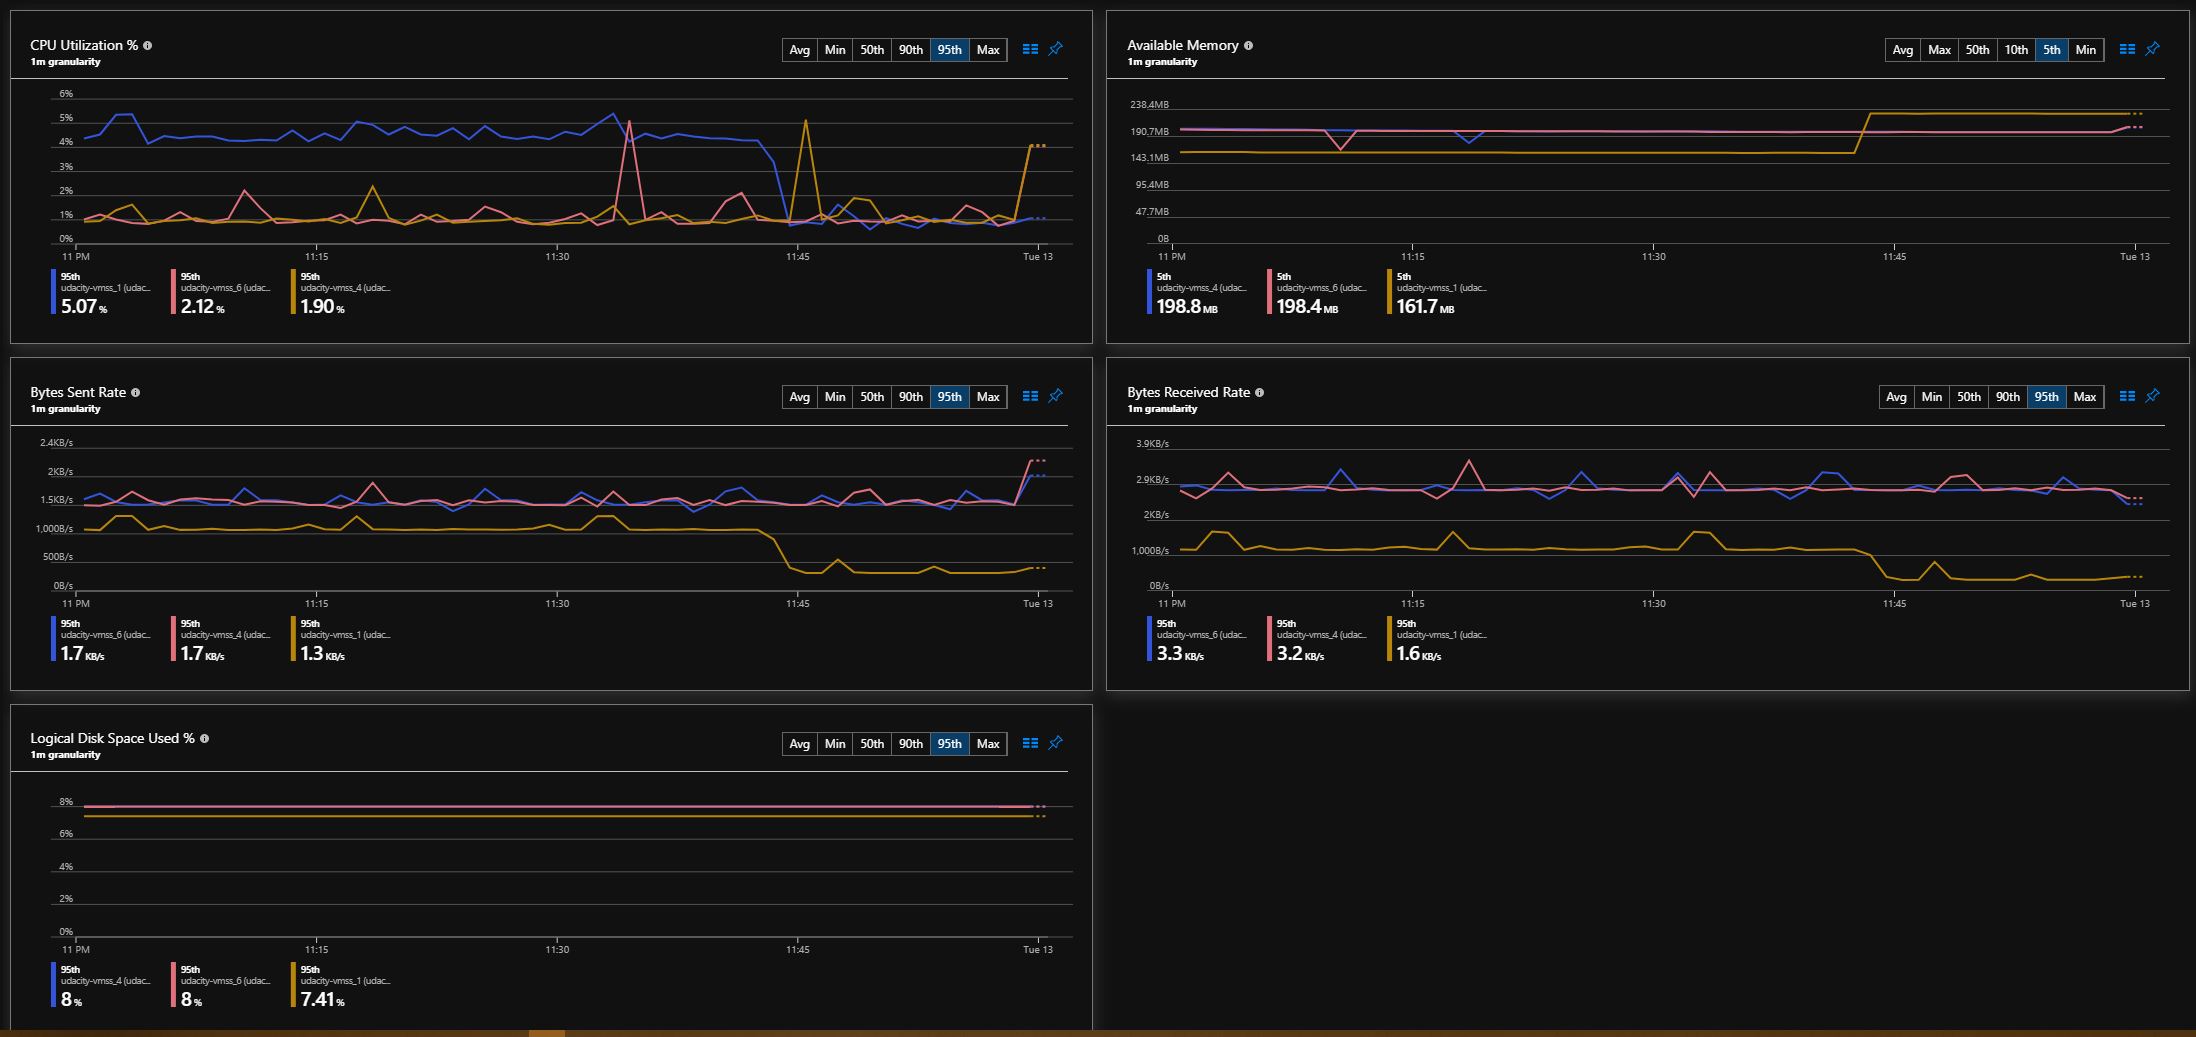 CPU Utilization %
1m granularity
Avg Min 50th 90th 95th Max
6%
5%
4%
3%
2%
1%
0%
11 PM 11:15 11:30 11:45 Tue 13
95th 95th 95th
udacity-vmss_1 (udac... udacity-vmss_6 (udac... udacity-vmss_4 (udac...
5.07 % 2.12 % 1.90 %
Available Memory
1m granularity
Avg Max 50th 10th 5th Min
238.4MB
190.7MB
143.1MB
95.4MB
47.7MB
0B
11 PM 11:15 11:30 11:45 Tue 13
5th 5th 5th
udacity-vmss_4 (udac... udacity-vmss_6 (udac... udacity-vmss_1 (udac...
198.8 MB 198.4 MB 161.7 MB
Bytes Sent Rate
1m granularity
Avg Min 50th 90th 95th Max
2.4KB/s
2KB/s
1.5KB/s
1,000B/s
500B/s
0B/s
11 PM 11:15 11:30 11:45 Tue 13
95th 95th 95th
udacity-vmss_6 (udac... udacity-vmss_4 (udac... udacity-vmss_1 (udac...
1.7 KB/s 1.7 KB/s 1.3 KB/s
Bytes Received Rate
1m granularity
Avg Min 50th 90th 95th Max
3.9KB/s
2.9KB/s
2KB/s
1,000B/s
0B/s
11 PM 11:15 11:30 11:45 Tue 13
95th 95th 95th
udacity-vmss_6 (udac... udacity-vmss_4 (udac... udacity-vmss_1 (udac...
3.3 KB/s 3.2 KB/s 1.6 KB/s
Logical Disk Space Used %
1m granularity
Avg Min 50th 90th 95th Max
8%
6%
4%
2%
0%
11 PM 11:15 11:30 11:45 Tue 13
95th 95th 95th
udacity-vmss_4 (udac... udacity-vmss_6 (udac... udacity-vmss_1 (udac...
8 % 8 % 7.41 %